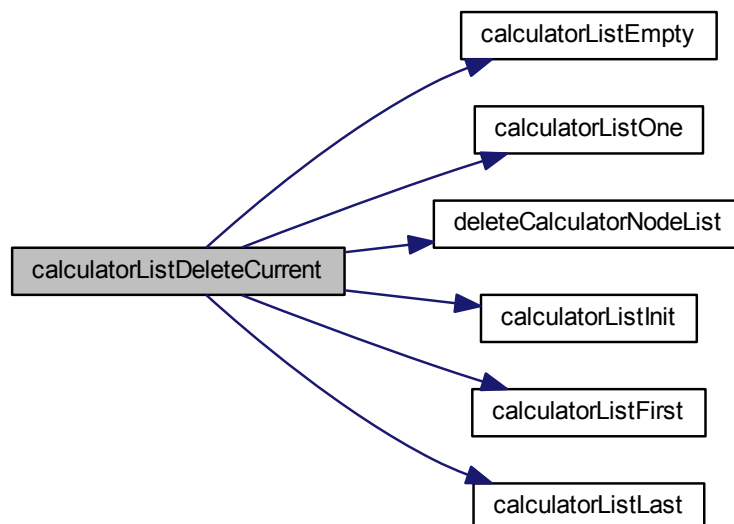 calculatorListEmpty
calculatorListOne
deleteCalculatorNodeList
calculatorListDeleteCurrent
calculatorListInit
calculatorListFirst
calculatorListLast